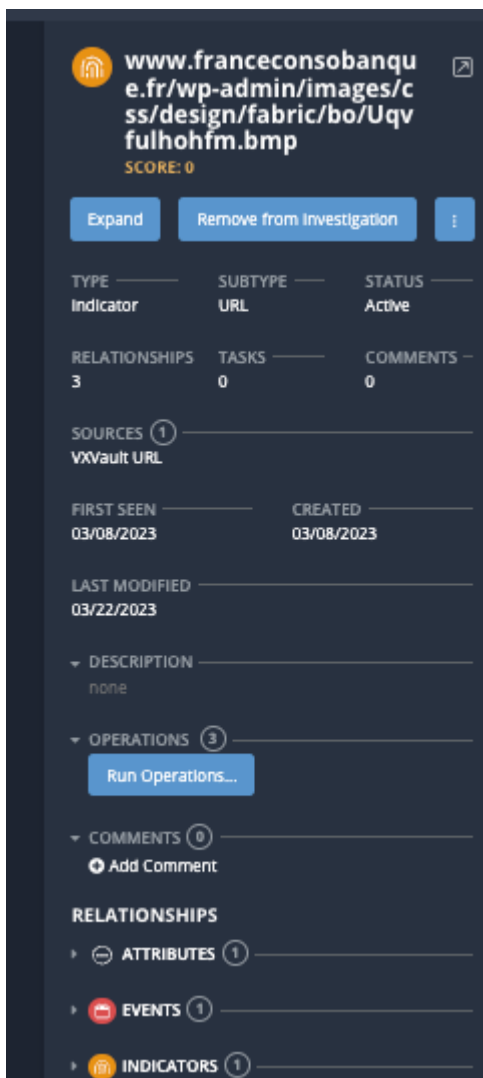 www.franceconsobanqu
e.fr/wp-admin/images/c
ss/design/fabric/bo/Uqv
fulhohfm.bmp
SCORE: 0
Expand
Remove from Investigation
TYPE SUBTYPE STATUS
Indicator URL Active
RELATIONSHIPS TASKS COMMENTS
3 0 0
SOURCES 1
VXVault URL
FIRST SEEN CREATED
03/08/2023 03/08/2023
LAST MODIFIED
03/22/2023
DESCRIPTION
none
OPERATIONS 3
Run Operations...
COMMENTS 0
Add Comment
RELATIONSHIPS
ATTRIBUTES 1
EVENTS 1
INDICATORS 1